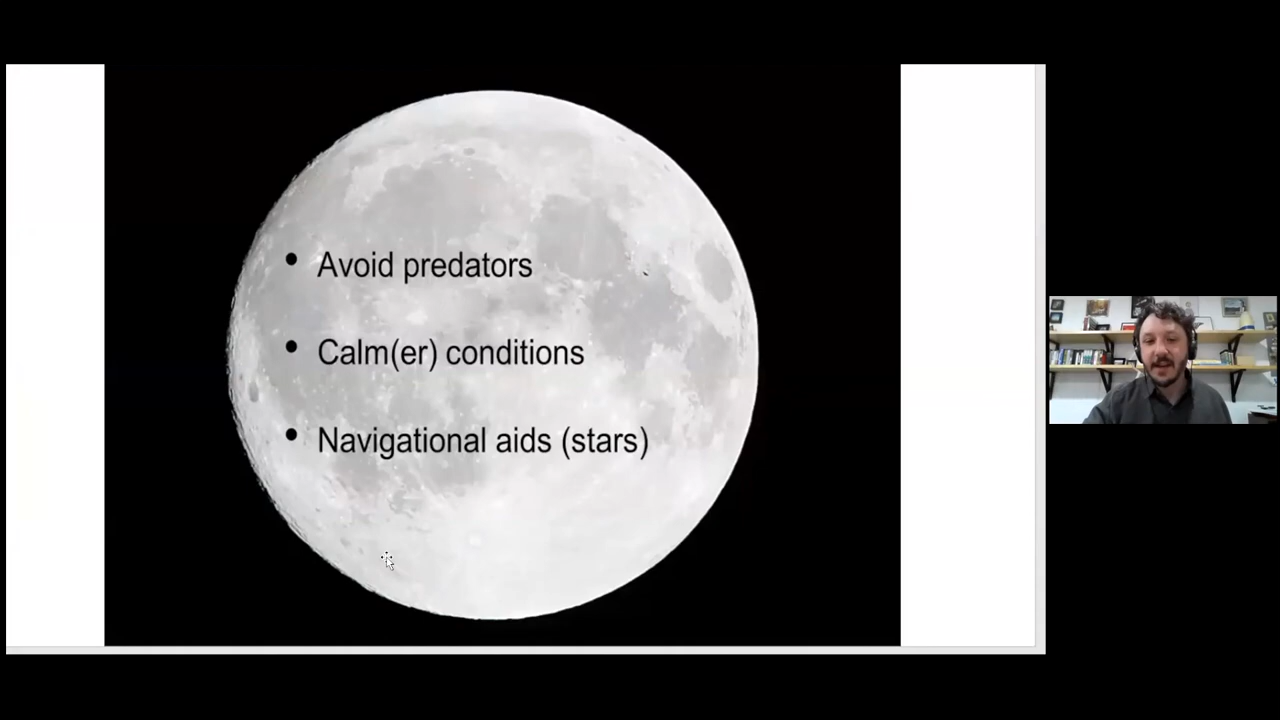 • Avoid predators
• Calm(er) conditions
• Navigational aids (stars)